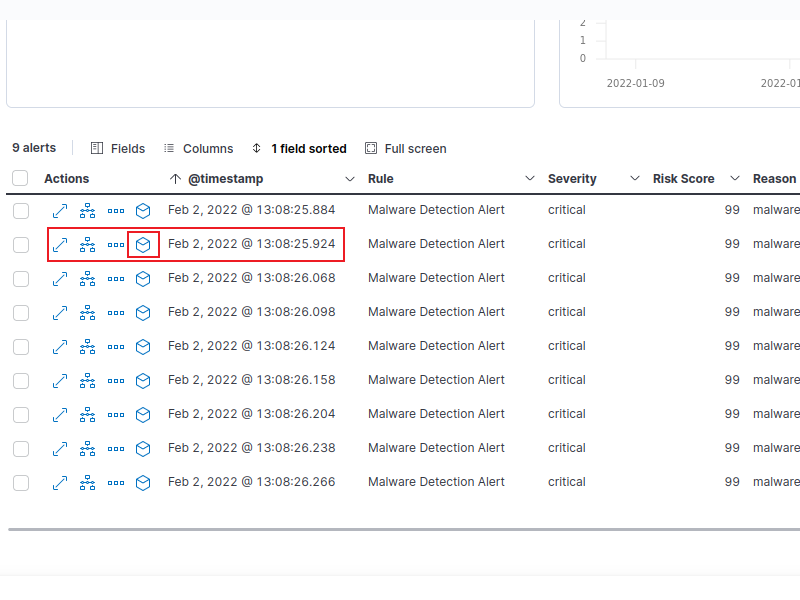 2
1
0
2022-01-09
2022-01
9 alerts Fields Columns 1 field sorted Full screen
Actions @timestamp Rule Severity Risk Score Reason
Feb 2, 2022 @ 13:08:25.884 Malware Detection Alert critical 99 malware
Feb 2, 2022 @ 13:08:25.924 Malware Detection Alert critical 99 malware
Feb 2, 2022 @ 13:08:26.068 Malware Detection Alert critical 99 malware
Feb 2, 2022 @ 13:08:26.098 Malware Detection Alert critical 99 malware
Feb 2, 2022 @ 13:08:26.124 Malware Detection Alert critical 99 malware
Feb 2, 2022 @ 13:08:26.158 Malware Detection Alert critical 99 malware
Feb 2, 2022 @ 13:08:26.204 Malware Detection Alert critical 99 malware
Feb 2, 2022 @ 13:08:26.238 Malware Detection Alert critical 99 malware
Feb 2, 2022 @ 13:08:26.266 Malware Detection Alert critical 99 malware